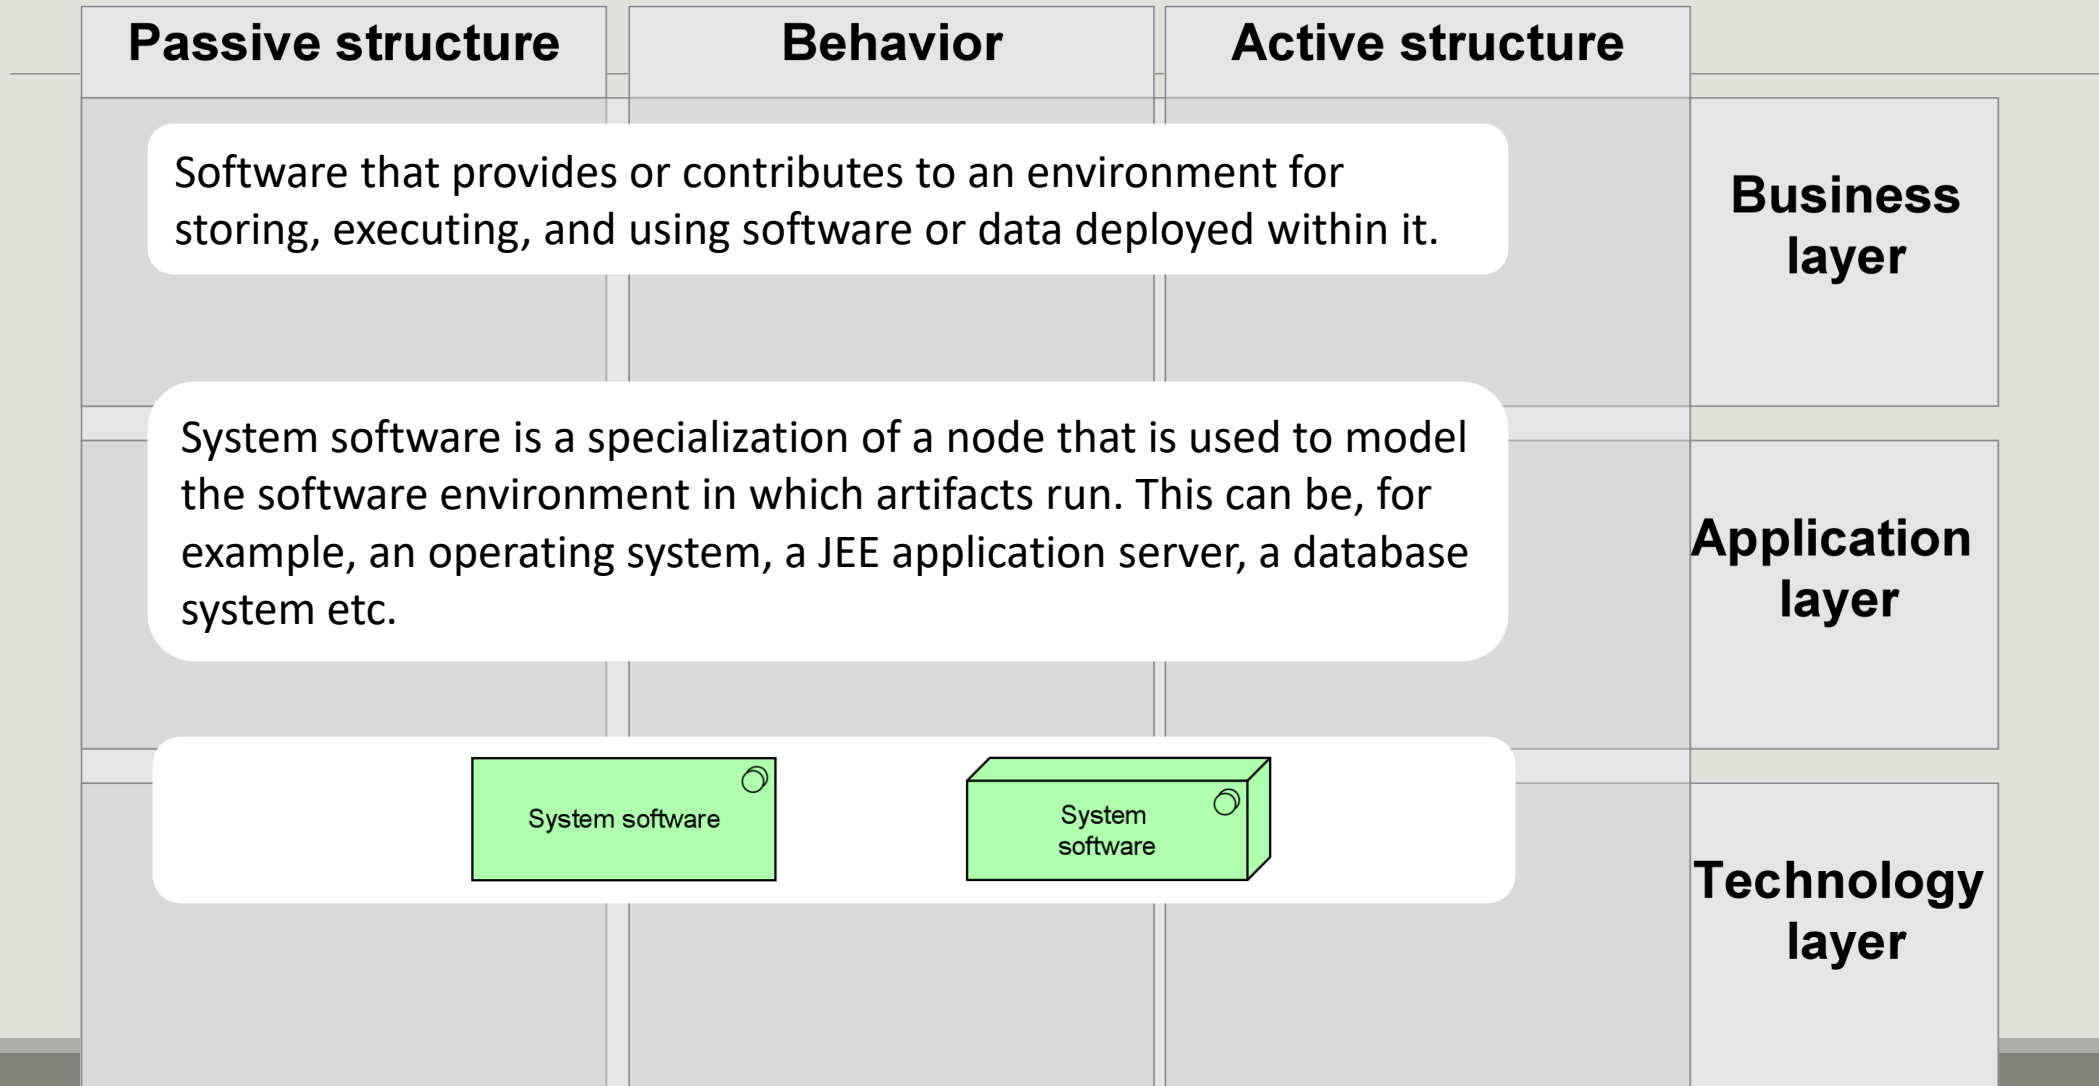 Passive structure
Behavior
Active structure
Software that provides or contributes to an environment for
storing, executing, and using software or data deployed within it.
Business
layer
System software is a specialization of a node that is used to model
the software environment in which artifacts run. This can be, for
example, an operating system, a JEE application server, a database
system etc.
Application
layer
System software
System
software
Technology
layer